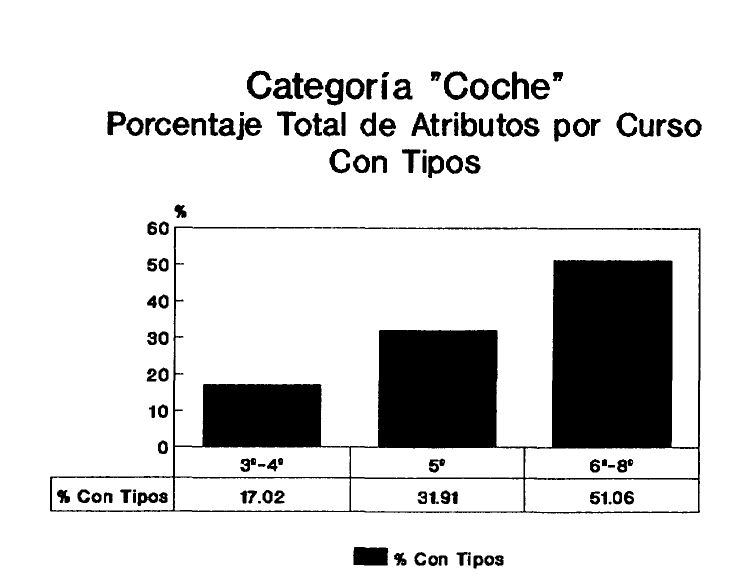 Categoría "Coche"
Porcentaje Total de Atributos por Curso
Con Tipos
%
60
50
40
30
20
10
0
3º-4º 5º 6º-8º
% Con Tipos 17.02 31.91 51.06
% Con Tipos